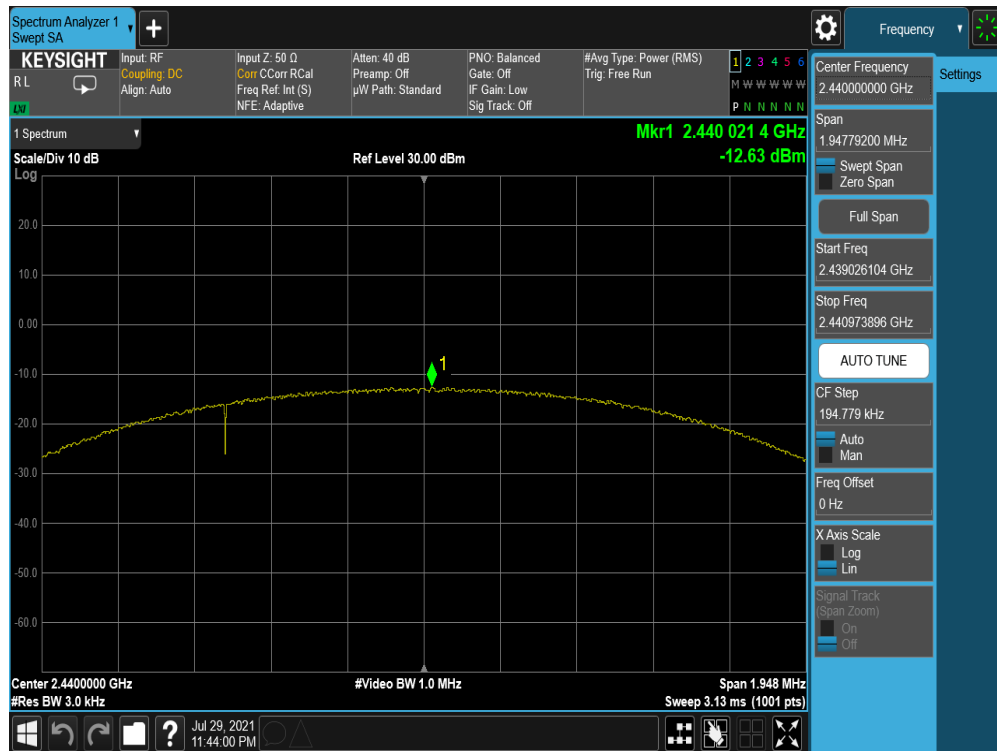 Spectrum Analyzer 1
Swept SA
+
Frequency
KEYSIGHT
R L
LXI
Input: RF
Coupling: DC
Align: Auto
Input Z: 50 Ω
Corr CCorr RCal
Freq Ref: Int (S)
NFE: Adaptive
Atten: 40 dB
Preamp: Off
µW Path: Standard
PNO: Balanced
Gate: Off
IF Gain: Low
Sig Track: Off
#Avg Type: Power (RMS)
Trig: Free Run
1 2 3 4 5 6
M W W W W W
P N N N N N
1 Spectrum
Scale/Div 10 dB
Log
Ref Level 30.00 dBm
Mkr1 2.440 021 4 GHz
-12.63 dBm
20.0
10.0
0.00
-10.0
-20.0
-30.0
-40.0
-50.0
-60.0
1
Center 2.4400000 GHz
#Res BW 3.0 kHz
#Video BW 1.0 MHz
Span 1.948 MHz
Sweep 3.13 ms (1001 pts)
Center Frequency
2.440000000 GHz
Span
1.94779200 MHz
Swept Span
Zero Span
Full Span
Start Freq
2.439026104 GHz
Stop Freq
2.440973896 GHz
AUTO TUNE
CF Step
194.779 kHz
Auto
Man
Freq Offset
0 Hz
X Axis Scale
Log
Lin
Signal Track
(Span Zoom)
On
Off
Settings
?
Jul 29, 2021
11:44:00 PM